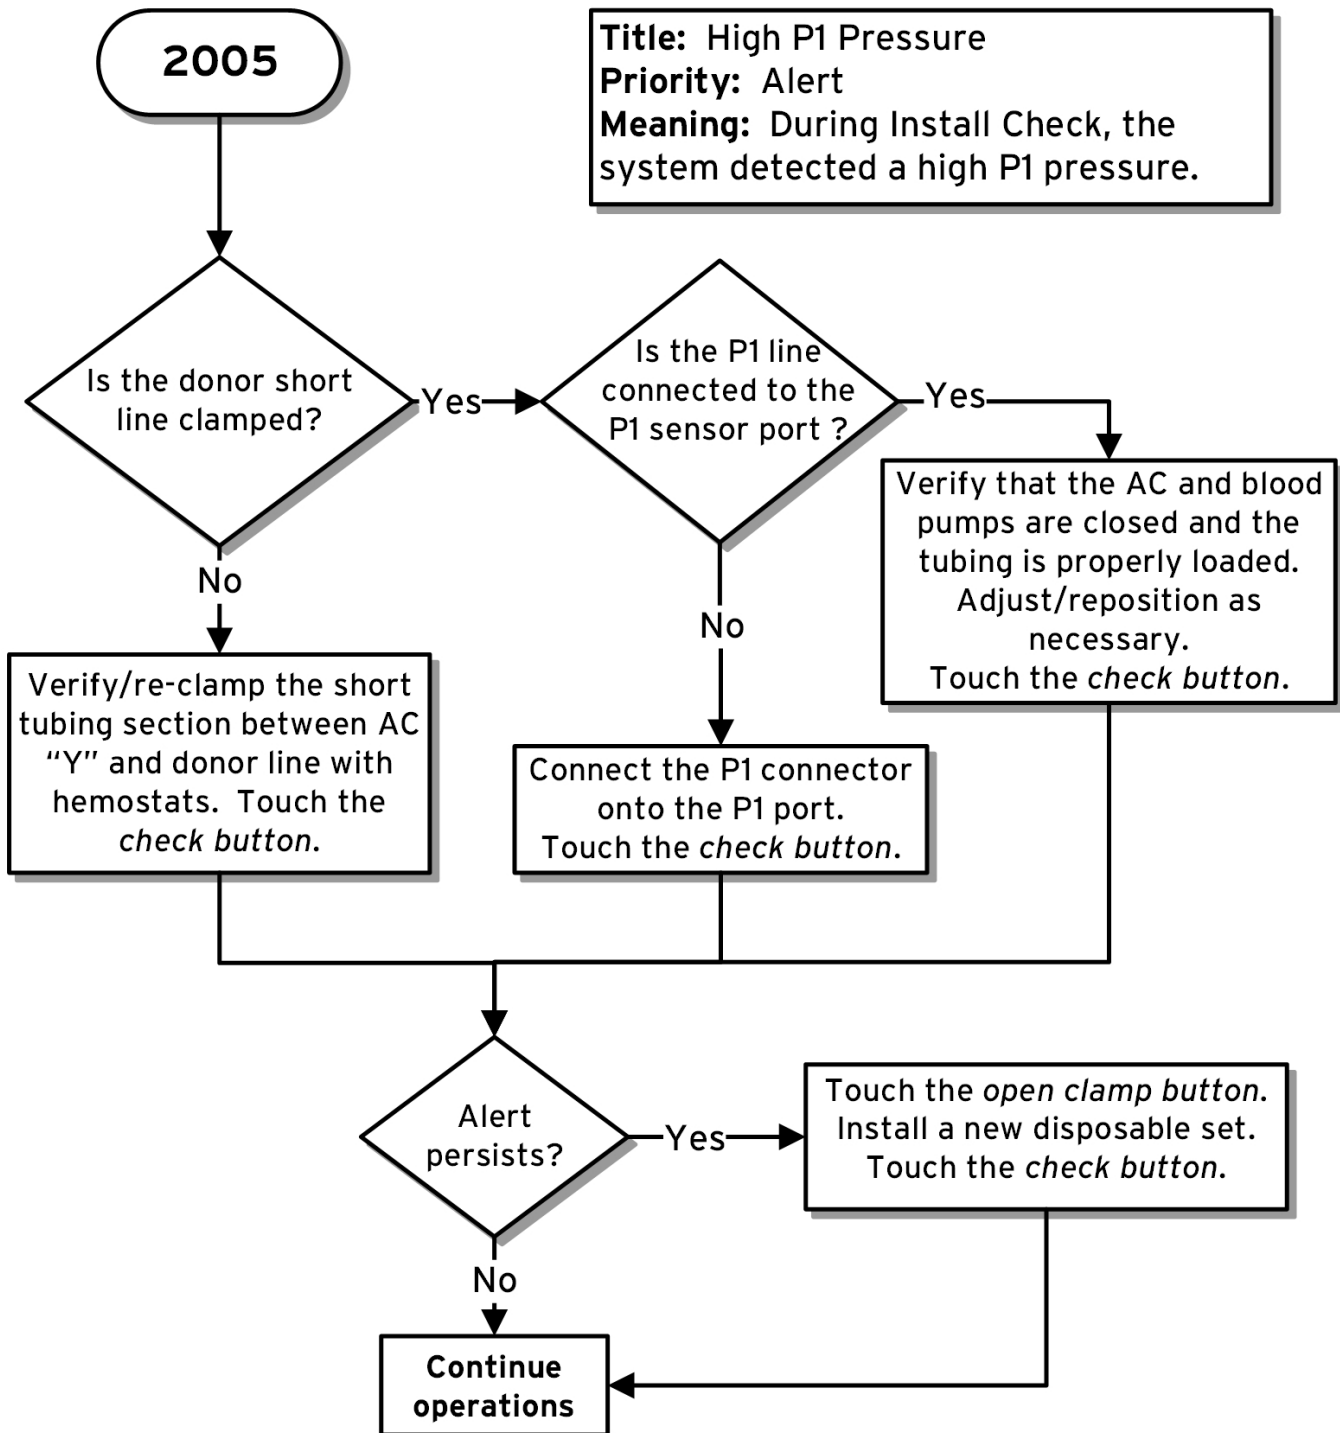 2005
Title: High P1 Pressure
Priority: Alert
Meaning: During Install Check, the
system detected a high P1 pressure.
Is the donor short
line clamped?
Yes
Is the P1 line
connected to the
P1 sensor port ?
Yes
Verify that the AC and blood
pumps are closed and the
tubing is properly loaded.
Adjust/reposition as
necessary.
Touch the check button.
No
Verify/re-clamp the short
tubing section between AC
“Y” and donor line with
hemostats. Touch the
check button.
No
Connect the P1 connector
onto the P1 port.
Touch the check button.
Alert
persists?
Yes
Touch the open clamp button.
Install a new disposable set.
Touch the check button.
No
Continue
operations